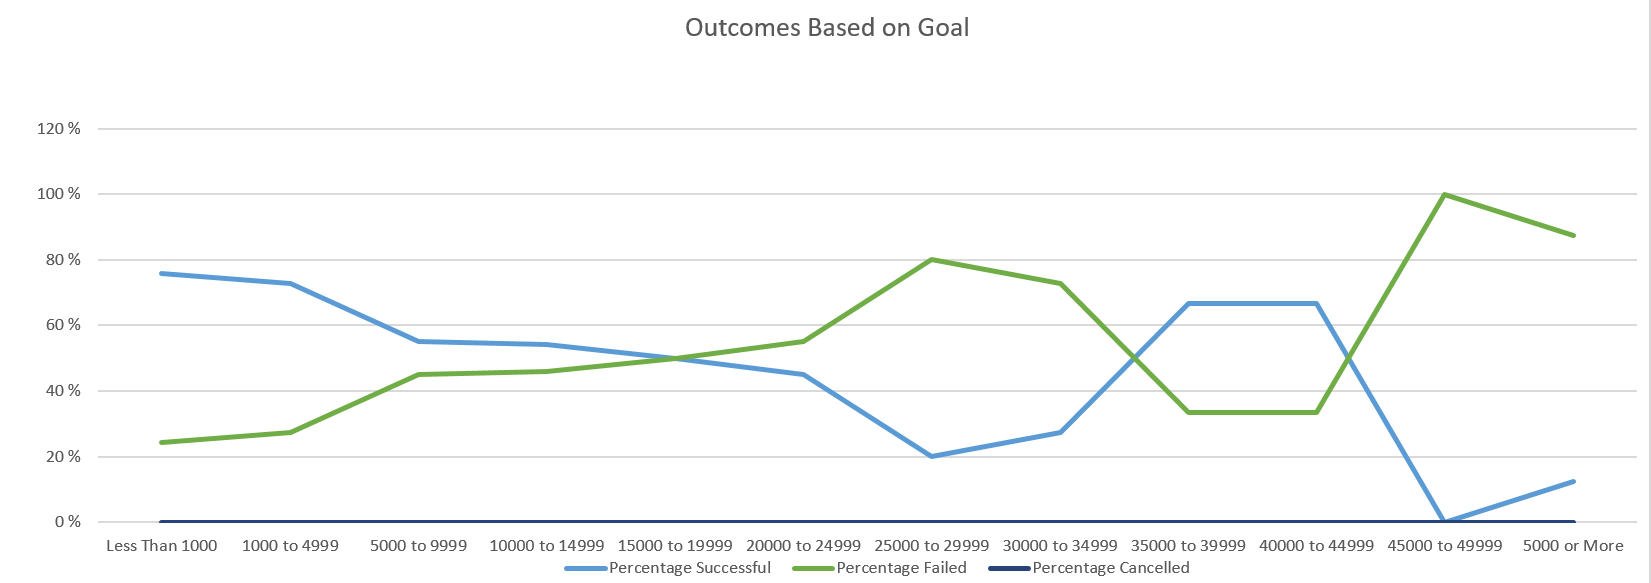 Outcomes Based on Goal
120 %
100 %
80 %
60 %
40 %
20 %
0 %
Less Than 1000 1000 to 4999 5000 to 9999 10000 to 14999 15000 to 19999 20000 to 24999 25000 to 29999 30000 to 34999 35000 to 39999 40000 to 44999 45000 to 49999 5000 or More
Percentage Successful Percentage Failed Percentage Cancelled